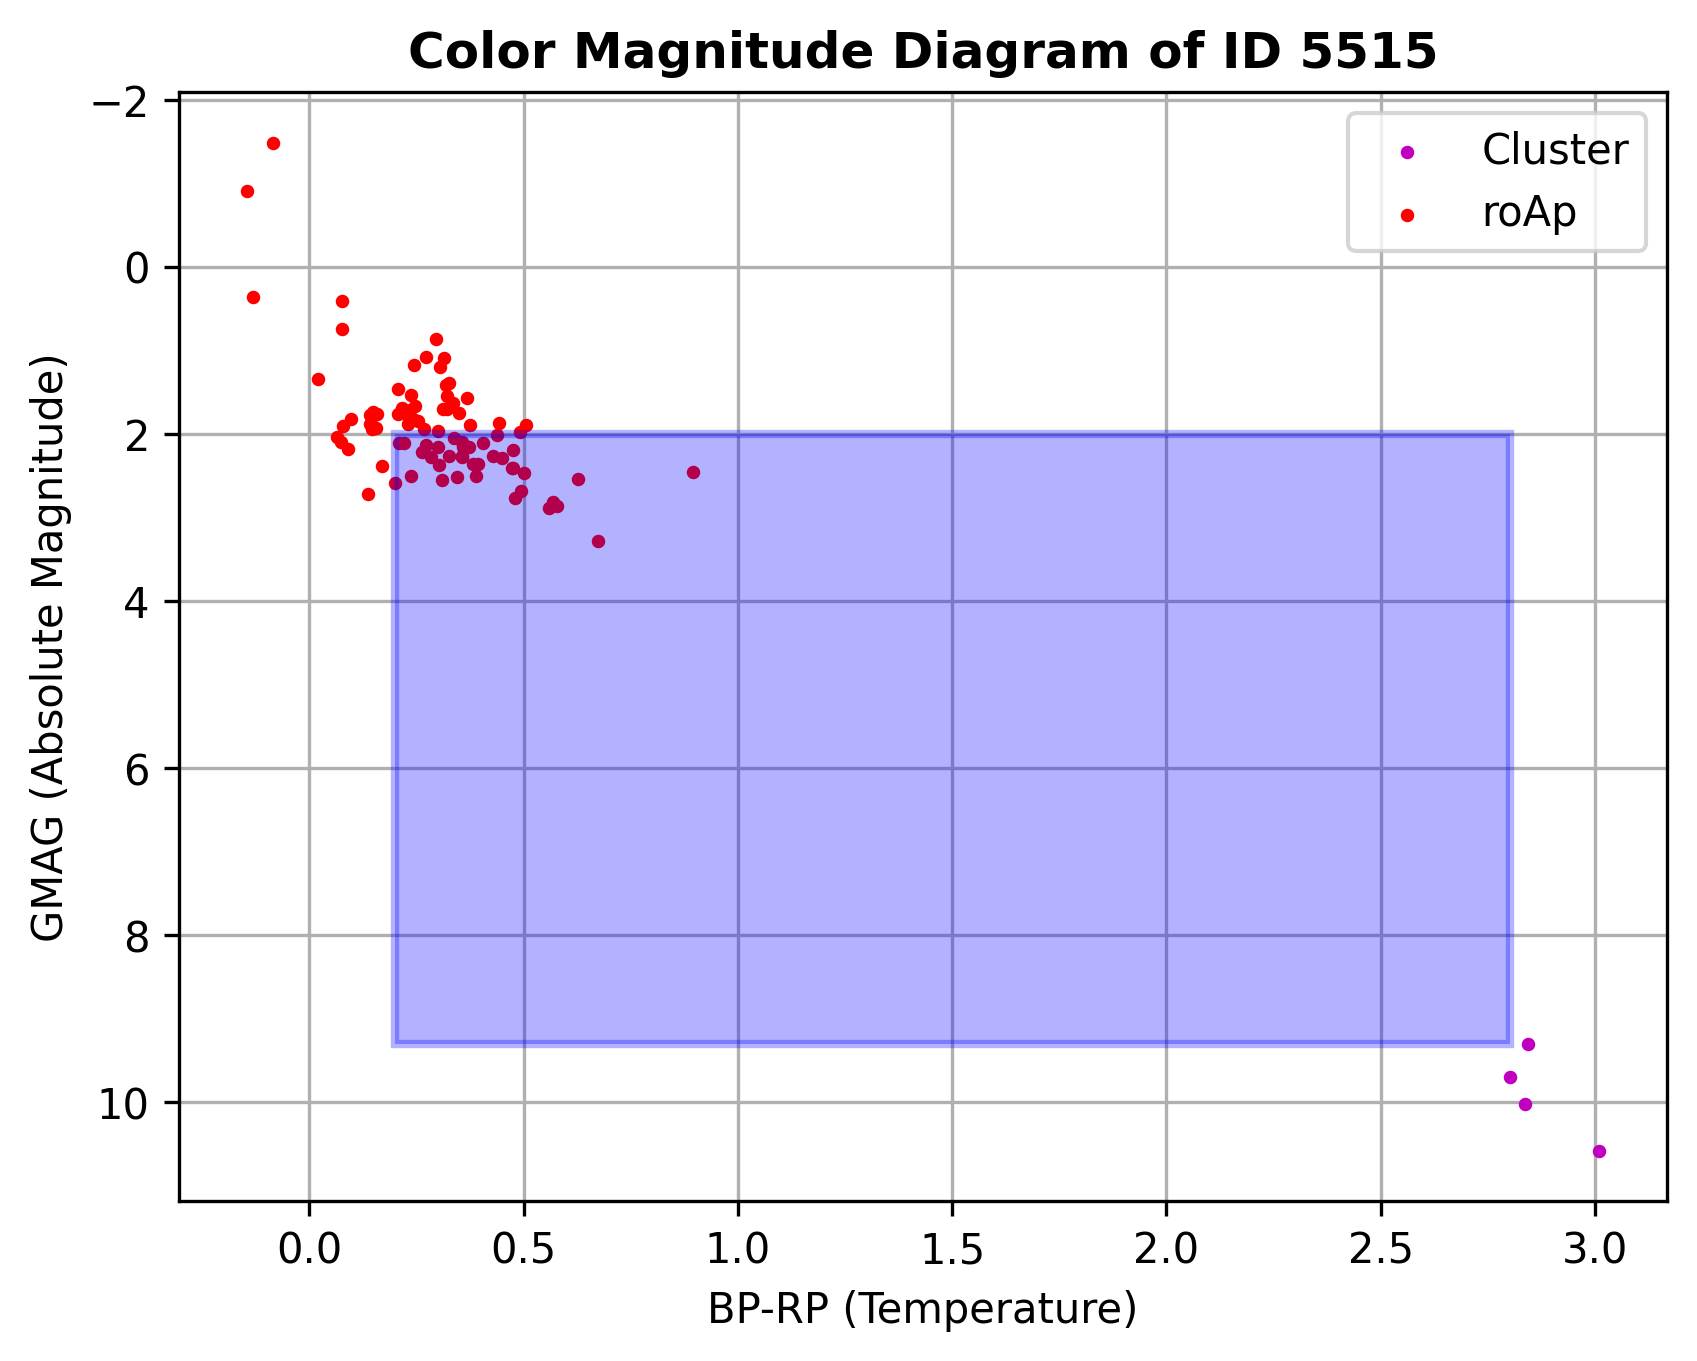 Color Magnitude Diagram of ID 5515
Cluster
roAp
GMAG (Absolute Magnitude)
−2
0
2
4
6
8
10
0.0 0.5 1.0 1.5 2.0 2.5 3.0
BP-RP (Temperature)